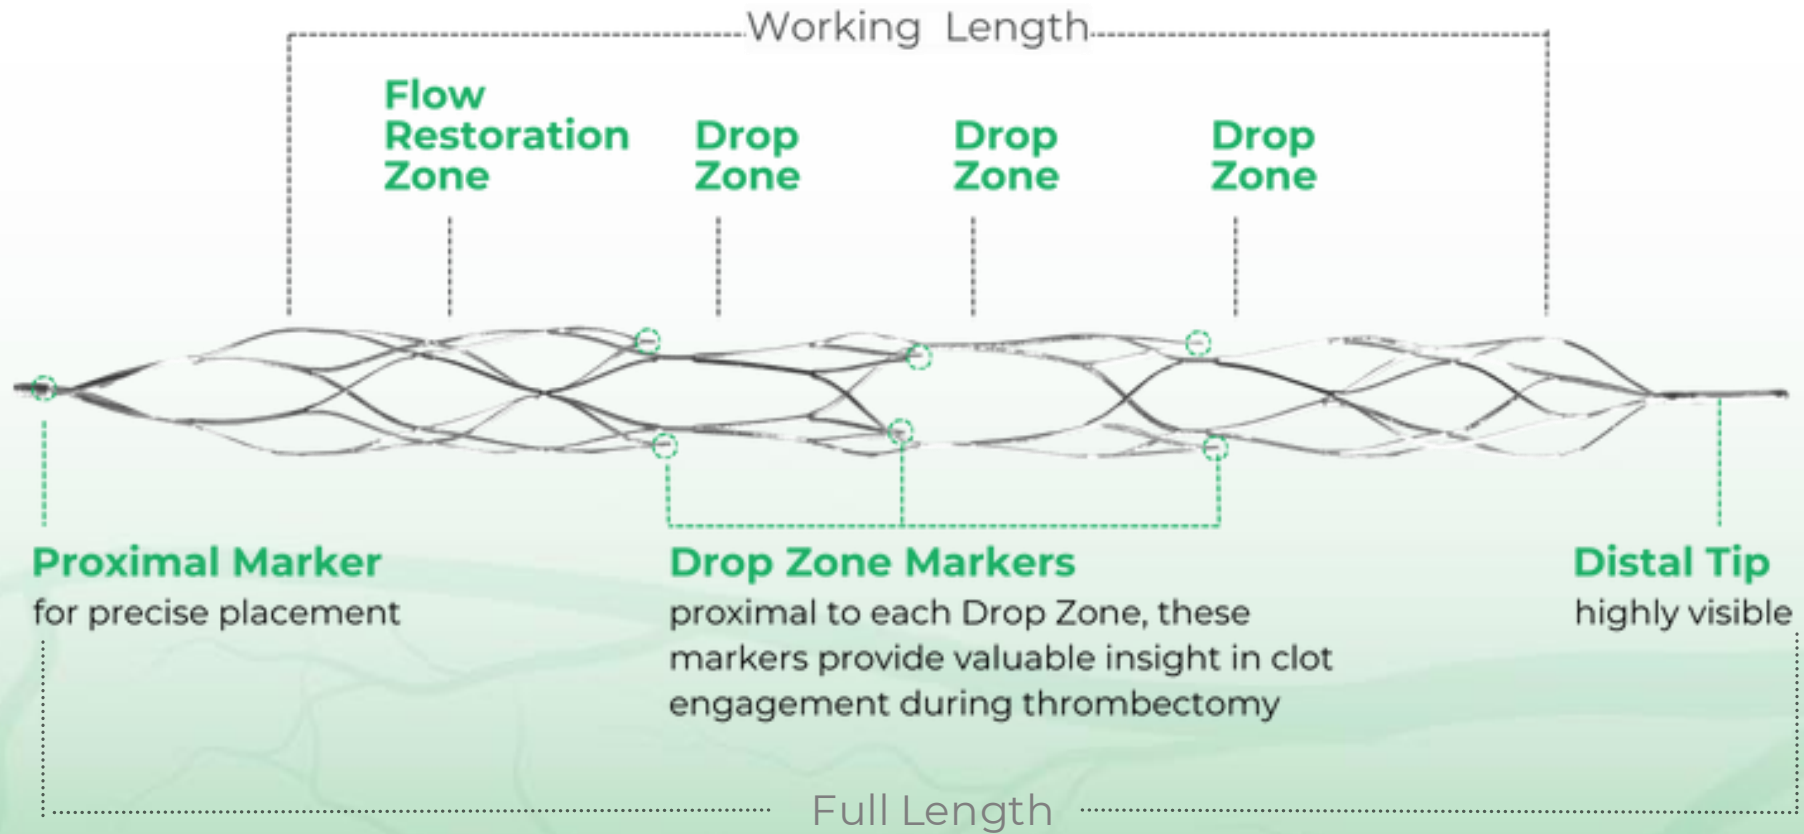 Working Length
Flow
Restoration
Zone
Drop
Zone
Drop
Zone
Drop
Zone
Proximal Marker
for precise placement
Drop Zone Markers
proximal to each Drop Zone, these
markers provide valuable insight in clot
engagement during thrombectomy
Distal Tip
highly visible
Full Length